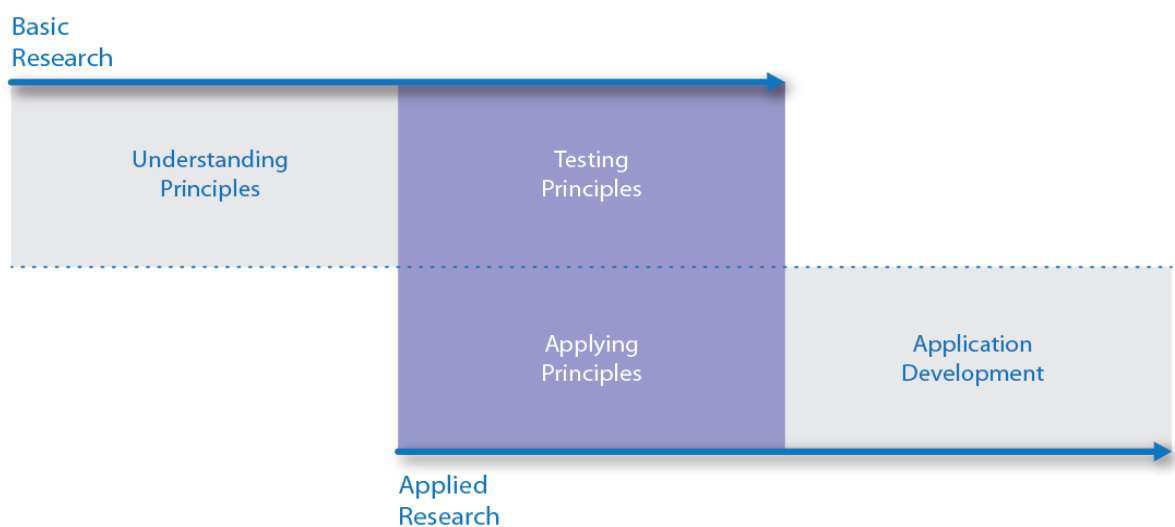 Basic
Research
Understanding
Principles
Testing
Principles
Applying
Principles
Application
Development
Applied
Research